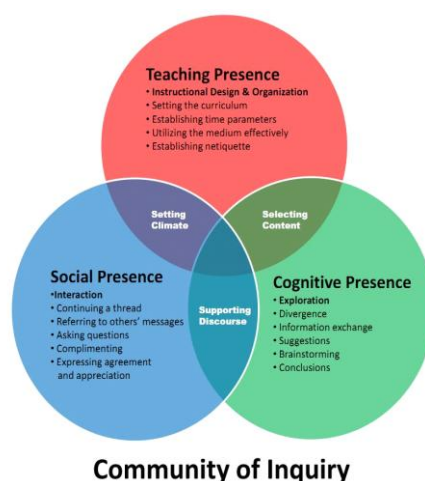 Teaching Presence
• Instructional Design & Organization
• Setting the curriculum
• Establishing time parameters
• Utilizing the medium effectively
• Establishing netiquette
Setting
Climate
Selecting
Content
Social Presence
•Interaction
• Continuing a thread
• Referring to others' messages
• Asking questions
• Complimenting
• Expressing agreement
and appreciation
Supporting
Discourse
Cognitive Presence
• Exploration
• Divergence
• Information exchange
• Suggestions
• Brainstorming
• Conclusions
Community of Inquiry